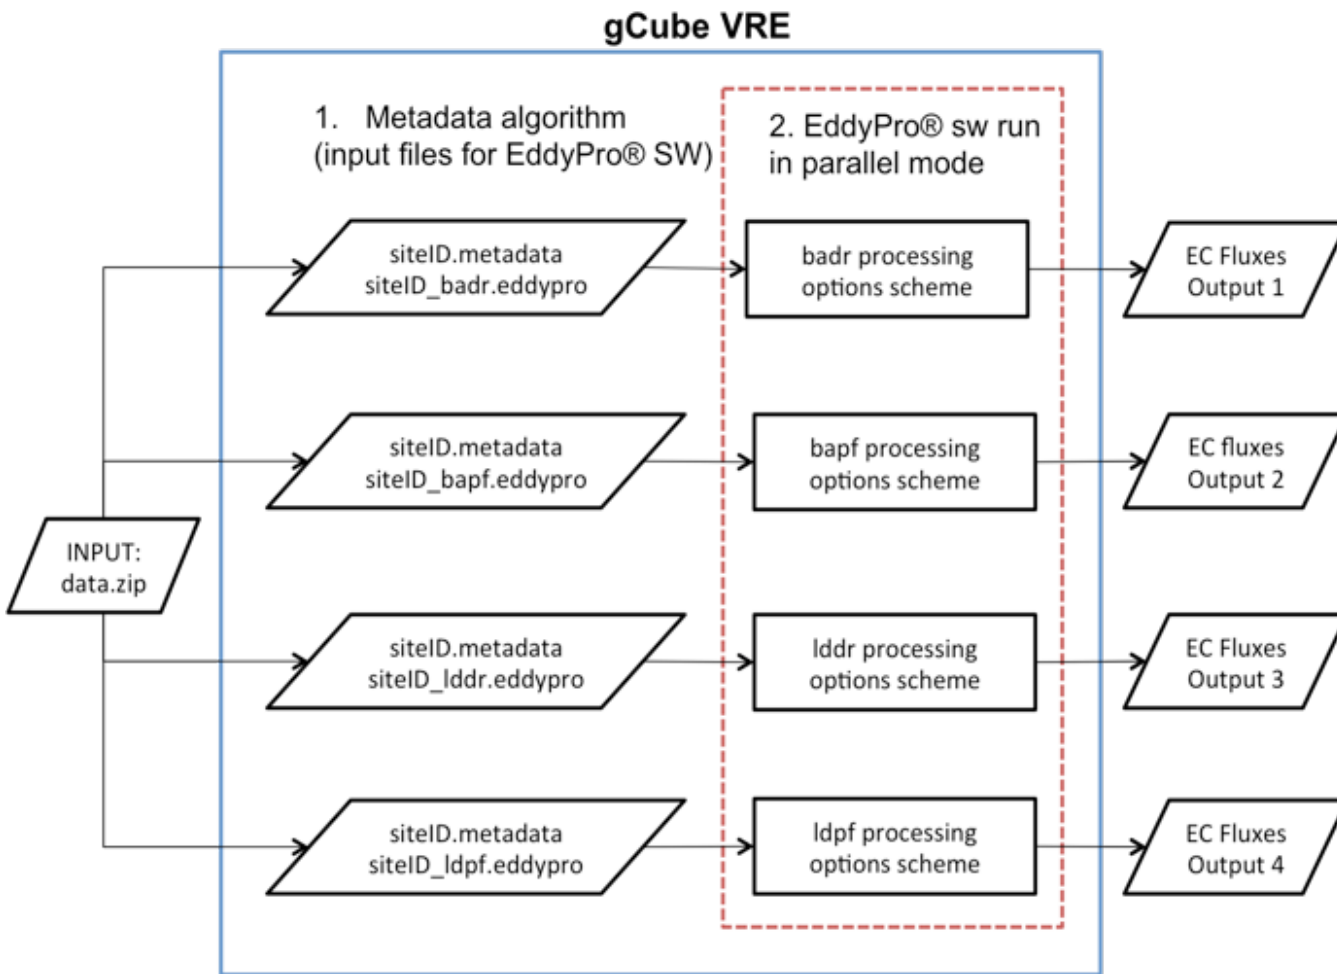 gCube VRE
1. Metadata algorithm
(input files for EddyPro® SW)
2. EddyPro® sw run
in parallel mode
siteID.metadata
siteID_badr.eddypro
badr processing
options scheme
EC Fluxes
Output 1
siteID.metadata
siteID_bapf.eddypro
bapf processing
options scheme
EC fluxes
Output 2
INPUT:
data.zip
siteID.metadata
siteID_lddr.eddypro
lddr processing
options scheme
EC Fluxes
Output 3
siteID.metadata
siteID_ldpf.eddypro
ldpf processing
options scheme
EC Fluxes
Output 4